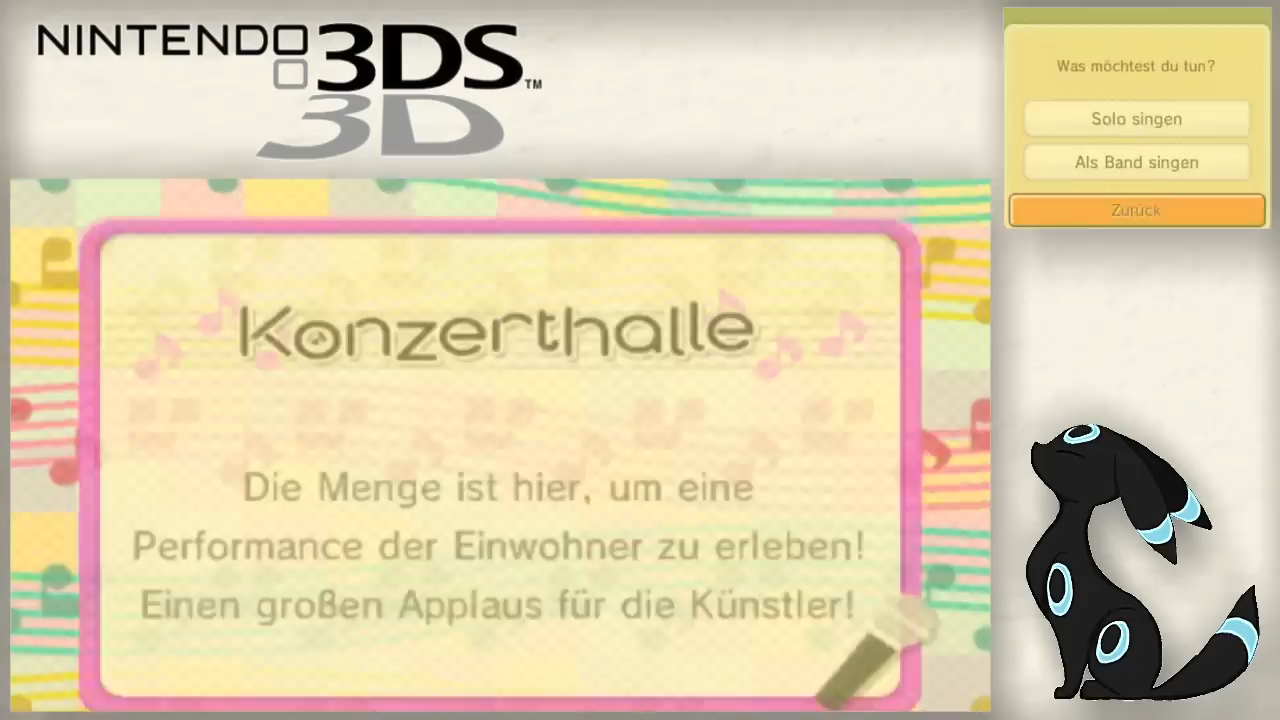 NINTENDO 3DS™
3D
Was möchtest du tun?
Solo singen
Als Band singen
Zurück
Konzerthalle
Die Menge ist hier, um eine
Performance der Einwohner zu erleben!
Einen großen Applaus für die Künstler!